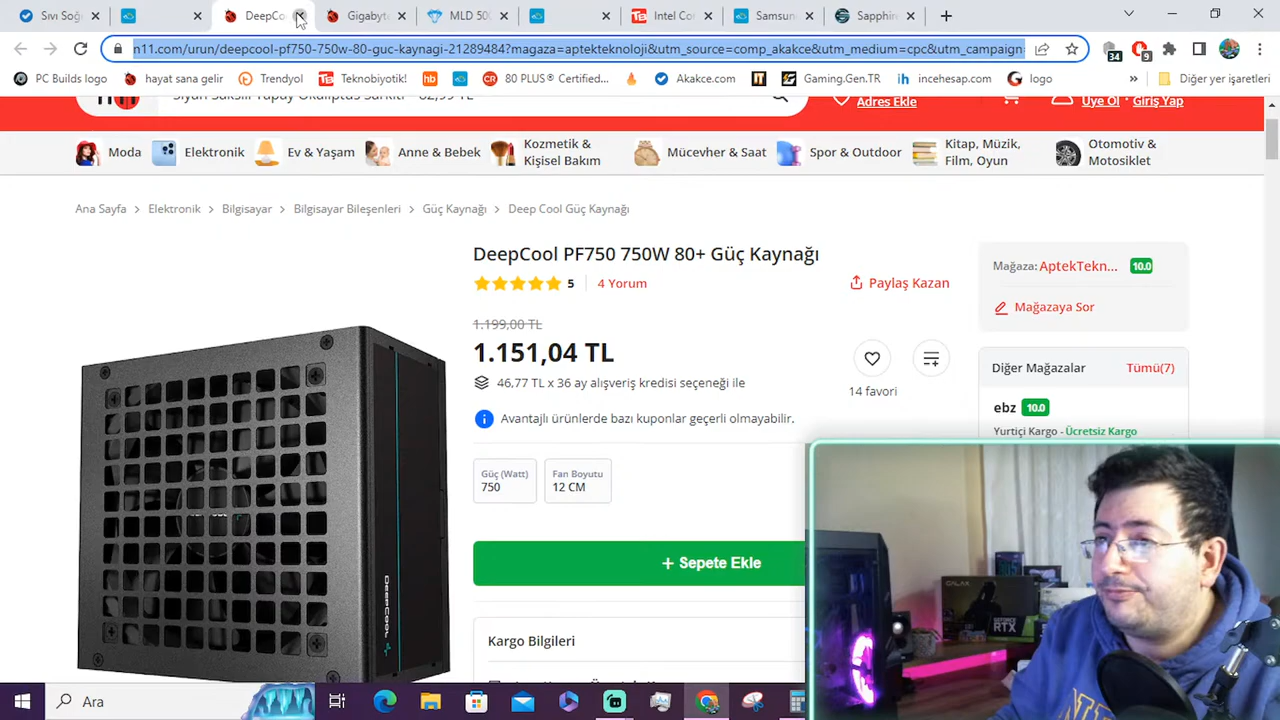 Sıvı Soğ
DeepCo
Gigabyt
MLD 50
Intel Co
Samsun
Sapphir
n11.com/urun/deepcool-pf750-750w-80-guc-kaynagi-21289484?magaza=aptekteknoloji&utm_source=comp_akakce&utm_medium=cpc&utm_campaign
34
9
PC Builds logo
hayat sana gelir
Trendyol
Teknobiyotik!
hb
80 PLUS® Certified...
Akakce.com
Gaming.Gen.TR
incehesap.com
logo
»
Diğer yer işaretleri
Adres Ekle
Üye Ol · Giriş Yap
Moda
Elektronik
Ev & Yaşam
Anne & Bebek
Kozmetik &
Kişisel Bakım
Mücevher & Saat
Spor & Outdoor
Kitap, Müzik,
Film, Oyun
Otomotiv &
Motosiklet
Ana Sayfa > Elektronik > Bilgisayar > Bilgisayar Bileşenleri > Güç Kaynağı > Deep Cool Güç Kaynağı
DeepCool PF750 750W 80+ Güç Kaynağı
5
4 Yorum
Paylaş Kazan
1.199,00 TL
1.151,04 TL
46,77 TL x 36 ay alışveriş kredisi seçeneği ile
14 favori
Avantajlı ürünlerde bazı kuponlar geçerli olmayabilir.
Güç (Watt)
750
Fan Boyutu
12 CM
+ Sepete Ekle
Kargo Bilgileri
Mağaza: AptekTekn...
10.0
Mağazaya Sor
Diğer Mağazalar
Tümü(7)
ebz 10.0
Yurtiçi Kargo - Ücretsiz Kargo
DEEPCOOL
GALAX
GEFORCE
RTX
Ara